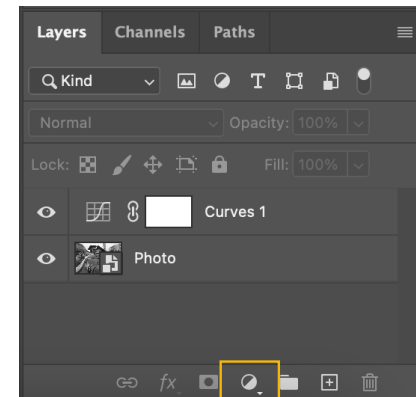 Layers Channels Paths
Kind T
Normal Opacity: 100%
Lock: Fill: 100%
Curves 1
Photo
fx